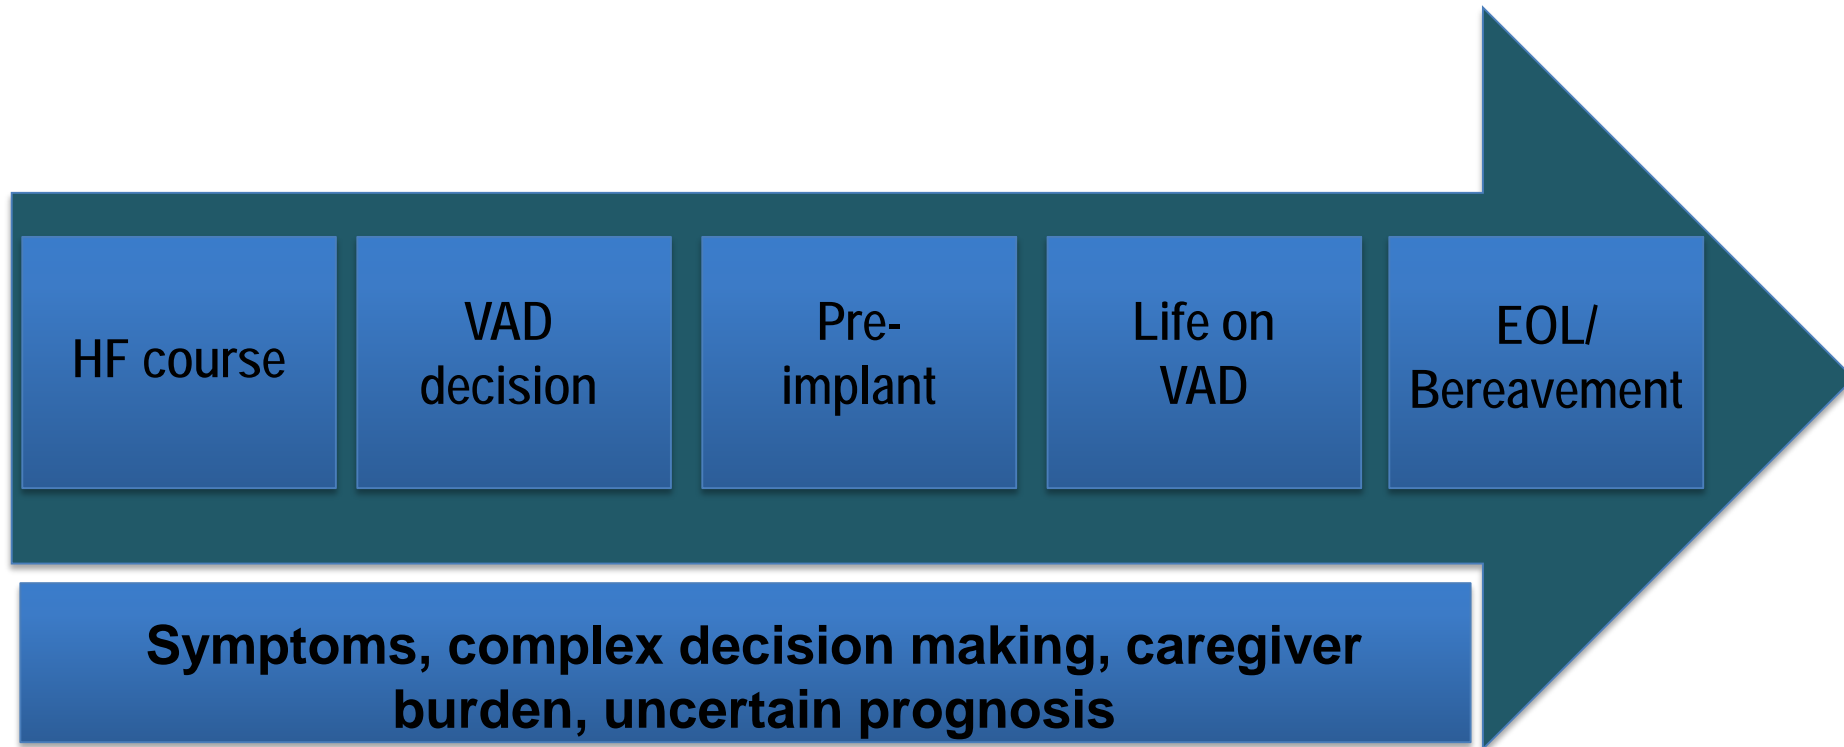 HF course
VAD
decision
Pre-
implant
Life on
VAD
EOL/
Bereavement
Symptoms, complex decision making, caregiver
burden, uncertain prognosis